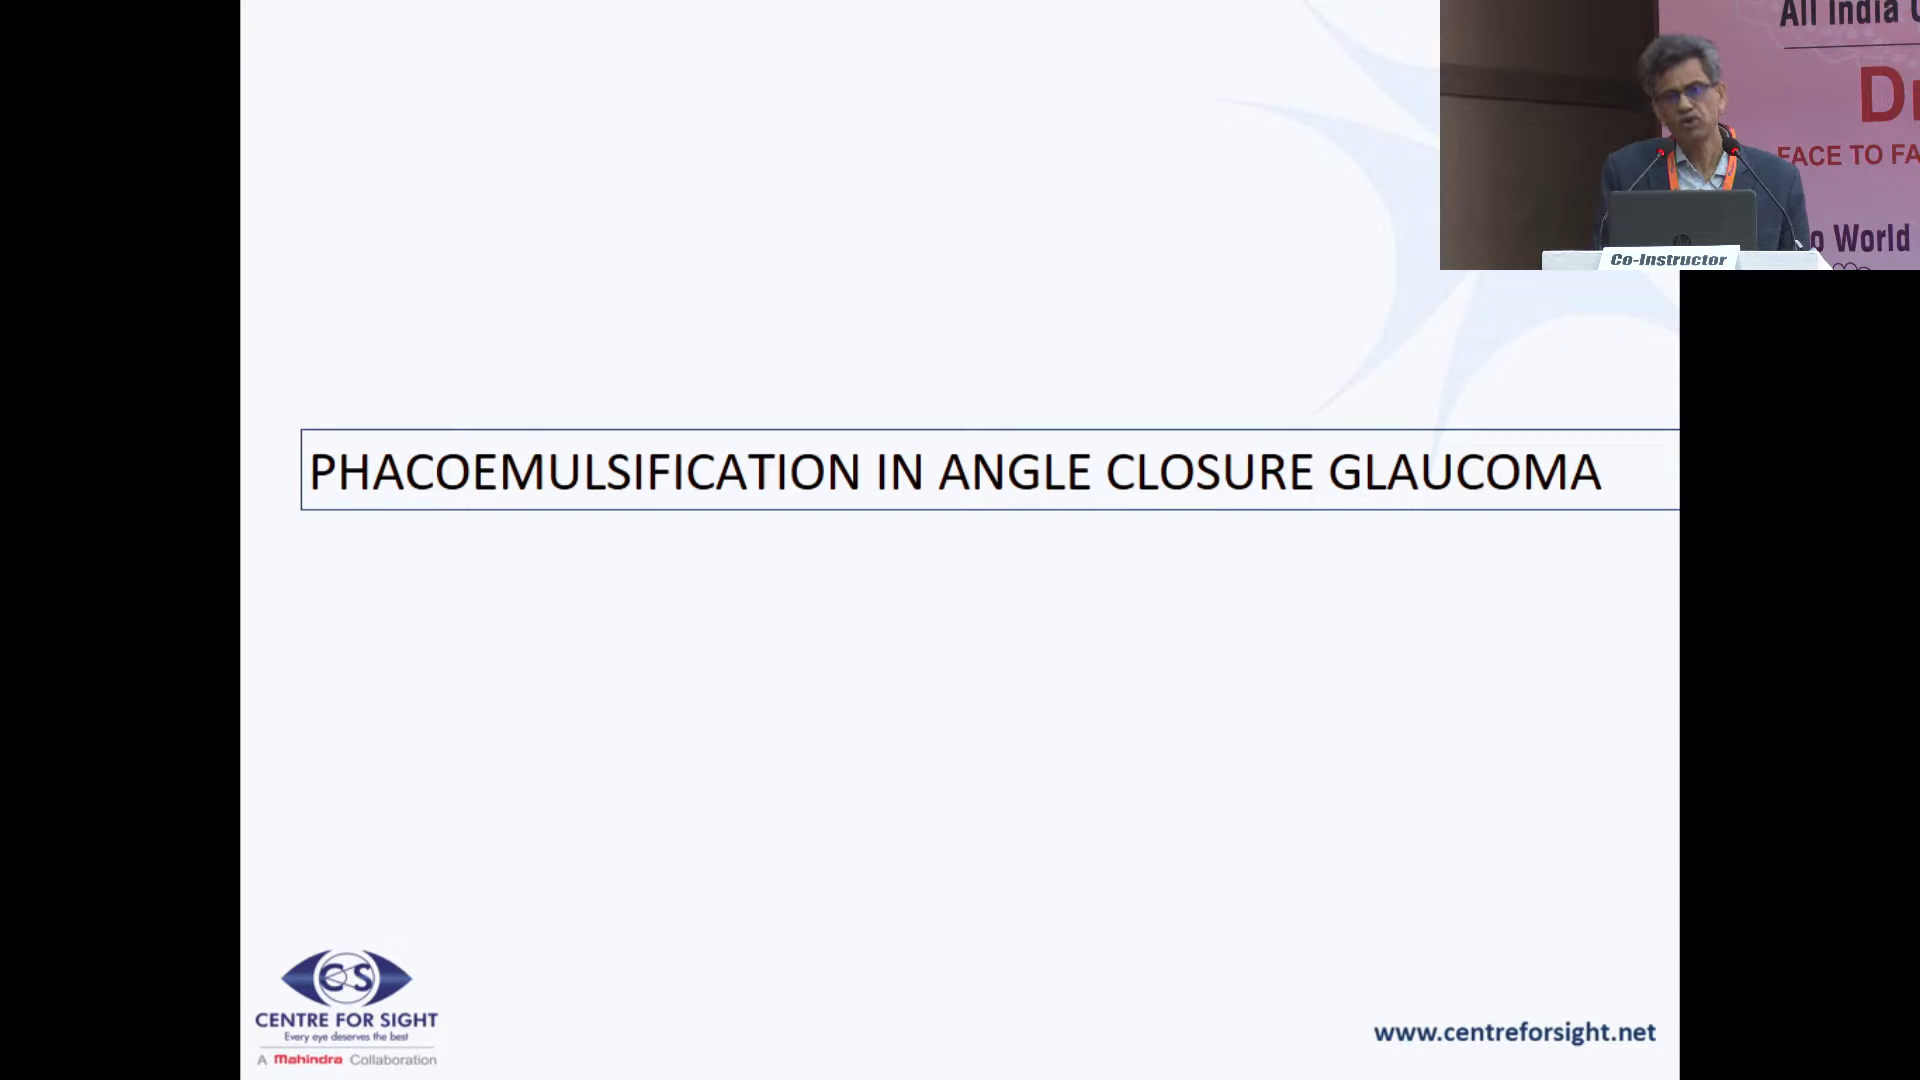 All India
FACE TO FA
o World
Co-Instructor
PHACOEMULSIFICATION IN ANGLE CLOSURE GLAUCOMA
CS
CENTRE FOR SIGHT
Every eye deserves the best
A Mahindra Collaboration
www.centreforsight.net